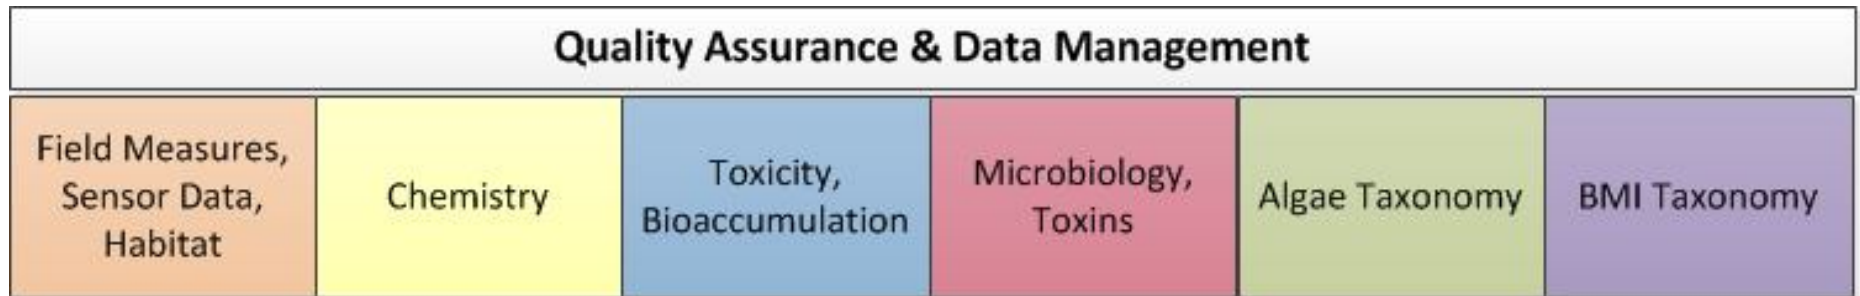 Quality Assurance & Data Management
Field Measures,
Sensor Data,
Habitat
Chemistry
Toxicity,
Bioaccumulation
Microbiology,
Toxins
Algae Taxonomy
BMI Taxonomy